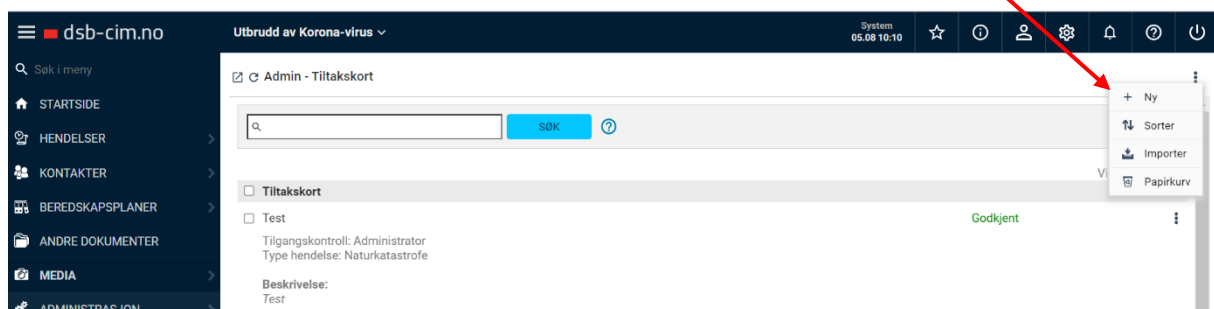 dsb-cim.no
Utbrudd av Korona-virus
System
05.08 10:10
Søk i meny
STARTSIDE
HENDELSER
KONTAKTER
BEREDSKAPSPLANER
ANDRE DOKUMENTER
MEDIA
ADMINISTRASJON
Admin - Tiltakskort
SØK
Ny
Sorter
Importer
Papirkurv
Tiltakskort
Test
Godkjent
Tilgangskontroll: Administrator
Type hendelse: Naturkatastrofe
Beskrivelse:
Test